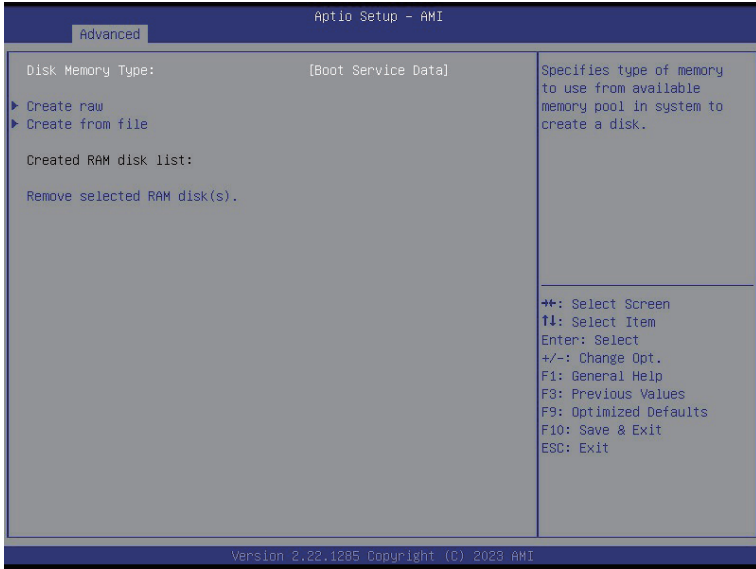 Aptio Setup – AMI
Advanced
Disk Memory Type: [Boot Service Data]
▶ Create raw
▶ Create from file
Created RAM disk list:
Remove selected RAM disk(s).
Specifies type of memory
to use from available
memory pool in system to
create a disk.
→←: Select Screen
↑↓: Select Item
Enter: Select
+/–: Change Opt.
F1: General Help
F3: Previous Values
F9: Optimized Defaults
F10: Save & Exit
ESC: Exit
Version 2.22.1285 Copyright (C) 2023 AMI